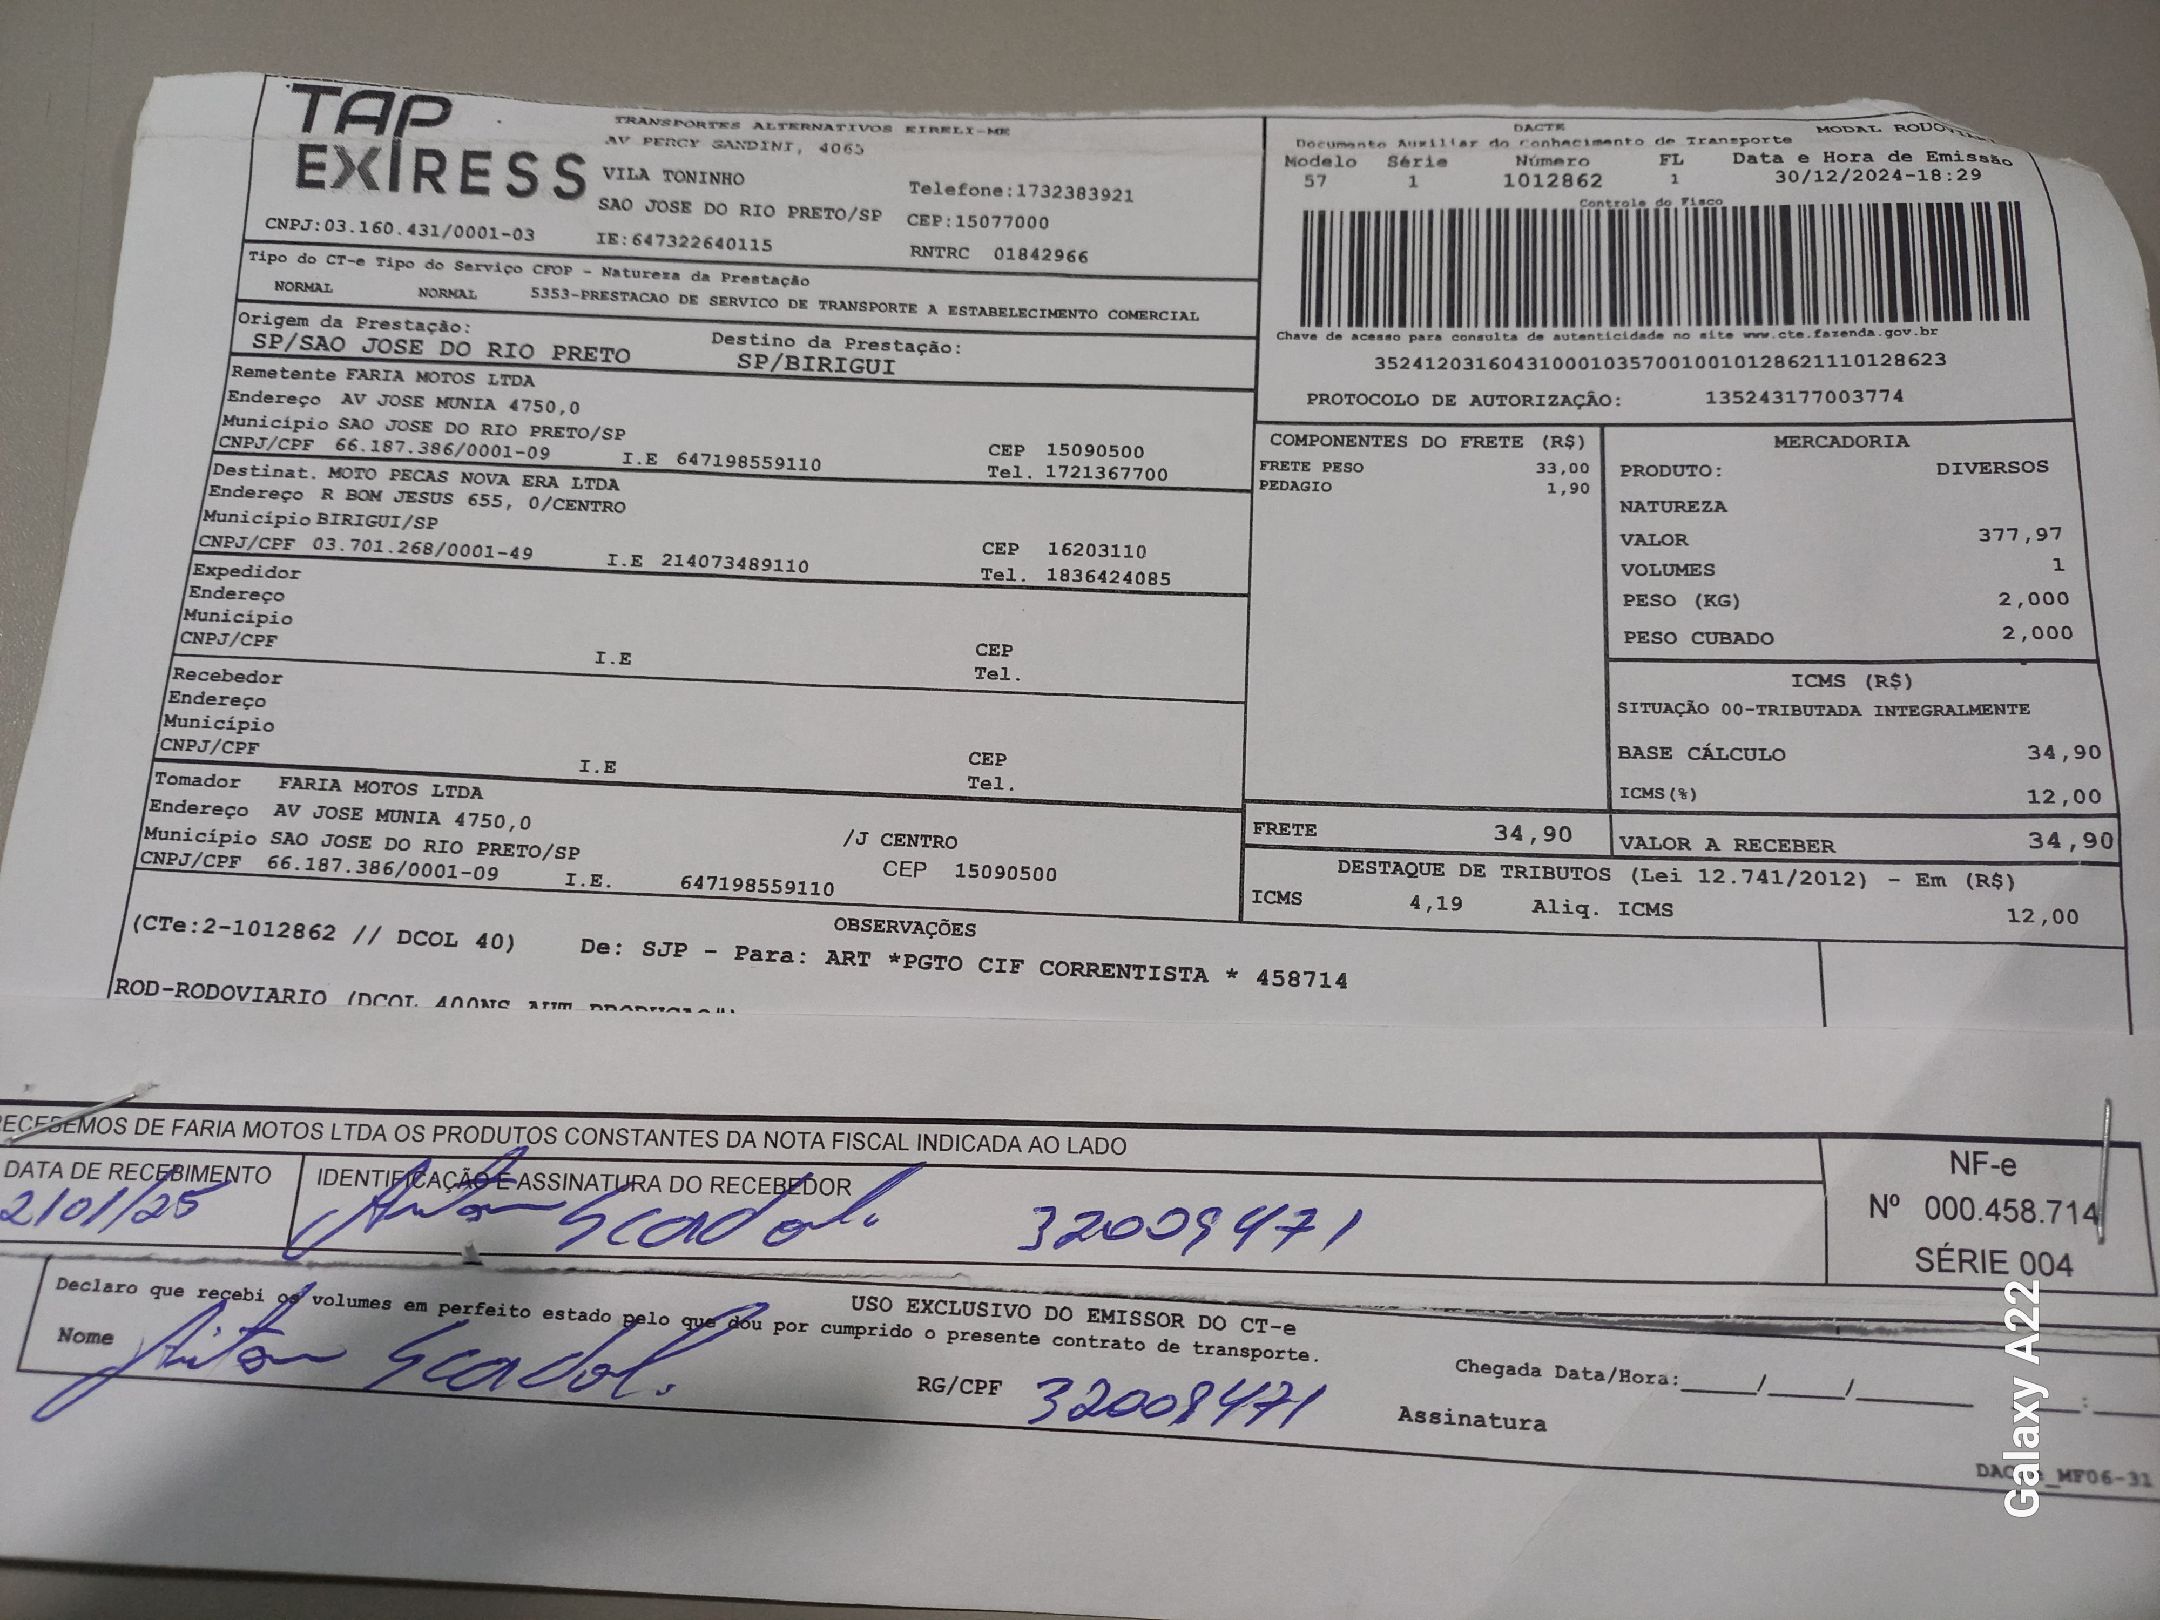 TAP
EXIRESS
TRANSPORTES ALTERNATIVOS EIRELI-ME
AV PERCY GANDINI, 4065
VILA TONINHO
Telefone:1732383921
SAO JOSE DO RIO PRETO/SP CEP:15077000
CNPJ:03.160.431/0001-03 IE:647322640115 RNTRC 01842966
DACTE MODAL
Documento Auxiliar do Conhecimento de Transporte
Modelo Série Número FL Data e Hora de Emissão
57 1 1012862 1 30/12/2024-18:29
Controle do Fisco
Chave de acesso para consulta de autenticidade no site www.cte.fazenda.gov.br
35241203160431000103570010010128621110128623
PROTOCOLO DE AUTORIZAÇÃO: 135243177003774
Tipo do CT-e Tipo do Serviço CFOP - Natureza da Prestação
NORMAL NORMAL 5353-PRESTACAO DE SERVICO DE TRANSPORTE A ESTABELECIMENTO COMERCIAL
Origem da Prestação: Destino da Prestação:
SP/SAO JOSE DO RIO PRETO SP/BIRIGUI
Remetente FARIA MOTOS LTDA
Endereço AV JOSE MUNIA 4750,0
Município SAO JOSE DO RIO PRETO/SP CEP 15090500
CNPJ/CPF 66.187.386/0001-09 I.E 647198559110 Tel. 1721367700
Destinat. MOTO PECAS NOVA ERA LTDA
Endereço R BOM JESUS 655, 0/CENTRO
Município BIRIGUI/SP CEP 16203110
CNPJ/CPF 03.701.268/0001-49 I.E 214073489110 Tel. 1836424085
Expedidor
Endereço
Município CEP
CNPJ/CPF I.E Tel.
Recebedor
Endereço
Município CEP
CNPJ/CPF I.E Tel.
Tomador FARIA MOTOS LTDA
Endereço AV JOSE MUNIA 4750,0 /J CENTRO
Município SAO JOSE DO RIO PRETO/SP CEP 15090500
CNPJ/CPF 66.187.386/0001-09 I.E. 647198559110
COMPONENTES DO FRETE (R$)
FRETE PESO 33,00
PEDAGIO 1,90
MERCADORIA
PRODUTO: DIVERSOS
NATUREZA
VALOR 377,97
VOLUMES 1
PESO (KG) 2,000
PESO CUBADO 2,000
ICMS (R$)
SITUAÇÃO 00-TRIBUTADA INTEGRALMENTE
BASE CÁLCULO 34,90
ICMS(%) 12,00
FRETE 34,90 VALOR A RECEBER 34,90
DESTAQUE DE TRIBUTOS (Lei 12.741/2012) - Em (R$)
ICMS 4,19 Aliq. ICMS 12,00
OBSERVAÇÕES
(CTe:2-1012862 // DCOL 40) De: SJP - Para: ART *PGTO CIF CORRENTISTA * 458714
ROD-RODOVIARIO
RECEBEMOS DE FARIA MOTOS LTDA OS PRODUTOS CONSTANTES DA NOTA FISCAL INDICADA AO LADO
DATA DE RECEBIMENTO IDENTIFICAÇÃO E ASSINATURA DO RECEBEDOR
2/01/25 32009471
NF-e
Nº 000.458.714
SÉRIE 004
USO EXCLUSIVO DO EMISSOR DO CT-e
Declaro que recebi os volumes em perfeito estado pelo que dou por cumprido o presente contrato de transporte.
Nome RG/CPF 32009471 Chegada Data/Hora:_____/_____/_______ ____:____
Assinatura
MF06-31
Galaxy A22